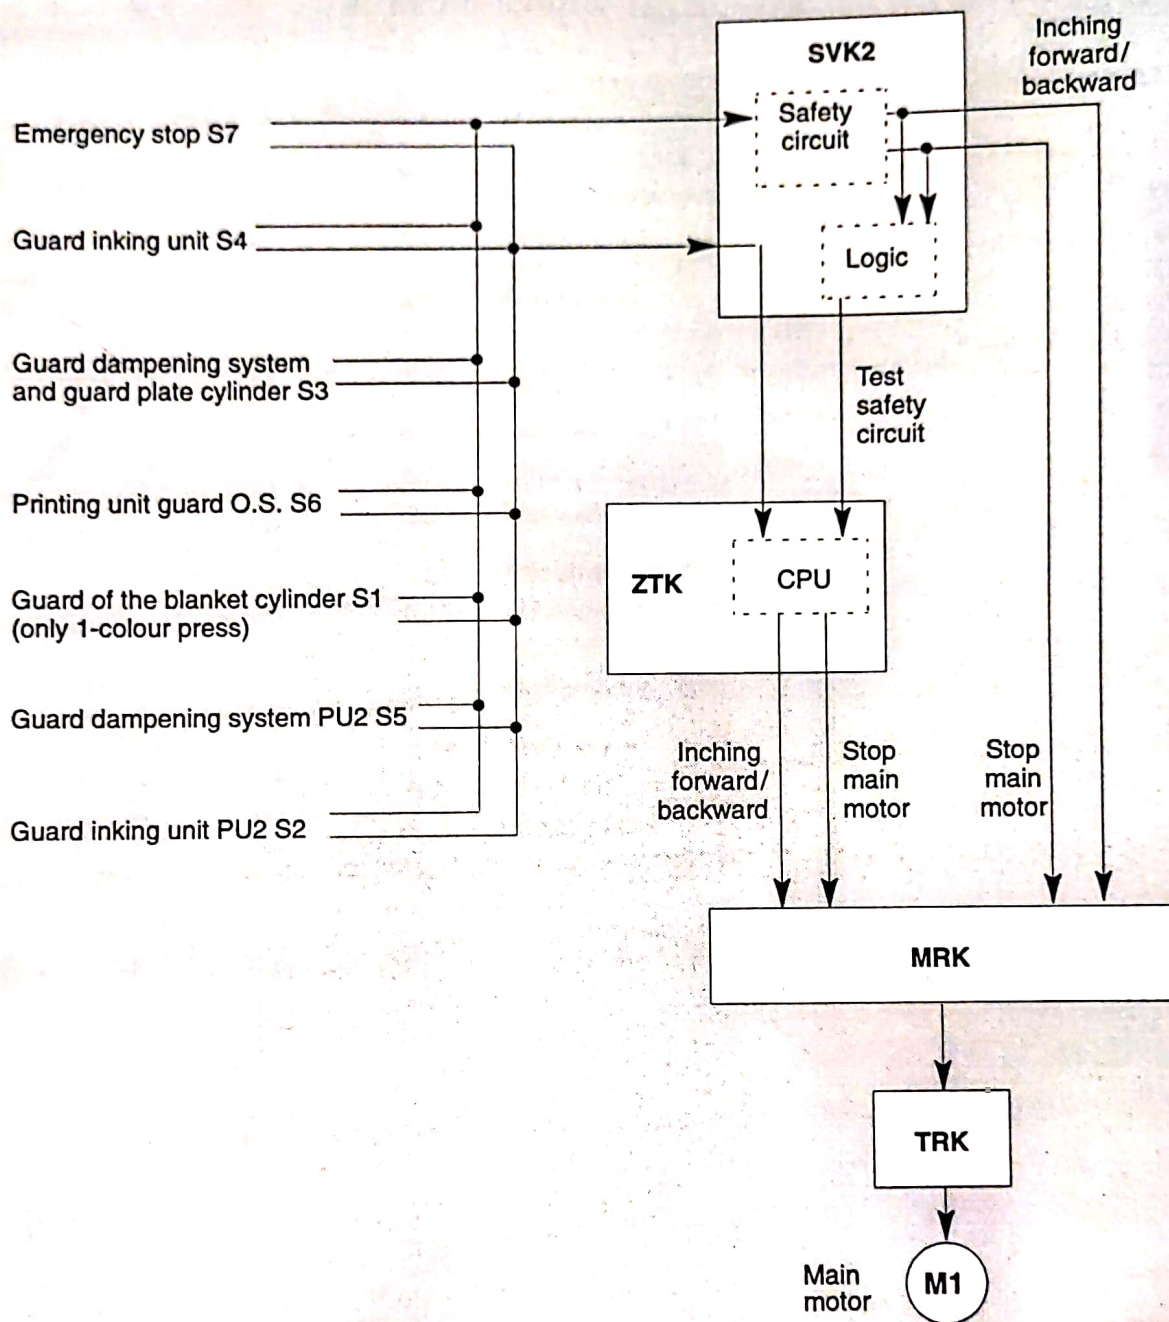 SVK2
Inching
forward/
backward
Safety
circuit
Emergency stop S7
Guard inking unit S4
Logic
Guard dampening system
and guard plate cylinder S3
Test
safety
circuit
Printing unit guard O.S. S6
ZTK
CPU
Guard of the blanket cylinder S1
(only 1-colour press)
Guard dampening system PU2 S5
Inching
forward/
backward
Stop
main
motor
Stop
main
motor
Guard inking unit PU2 S2
MRK
TRK
Main
motor
M1